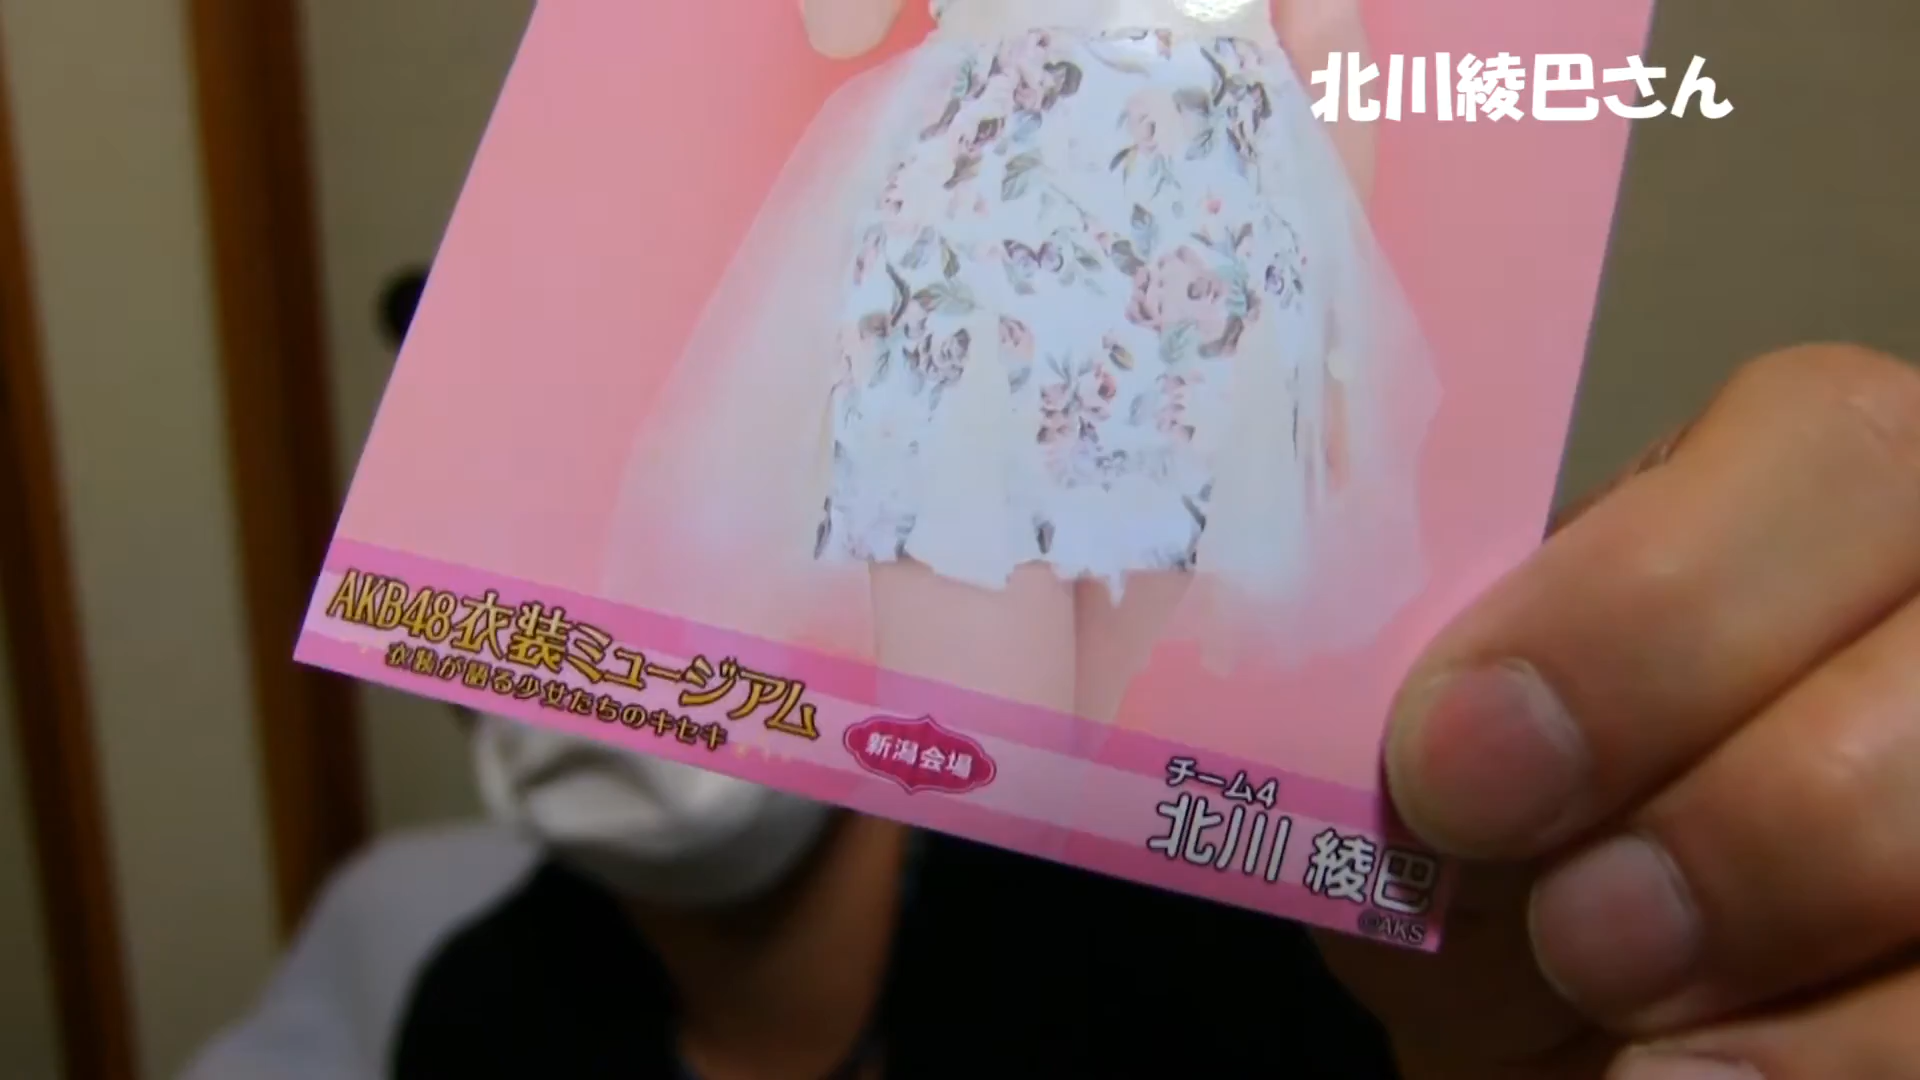 北川綾巴さん
AKB48衣装ミュージアム
衣装が語る少女たちのキセキ
新潟会場
チーム4
北川 綾巴
©AKS